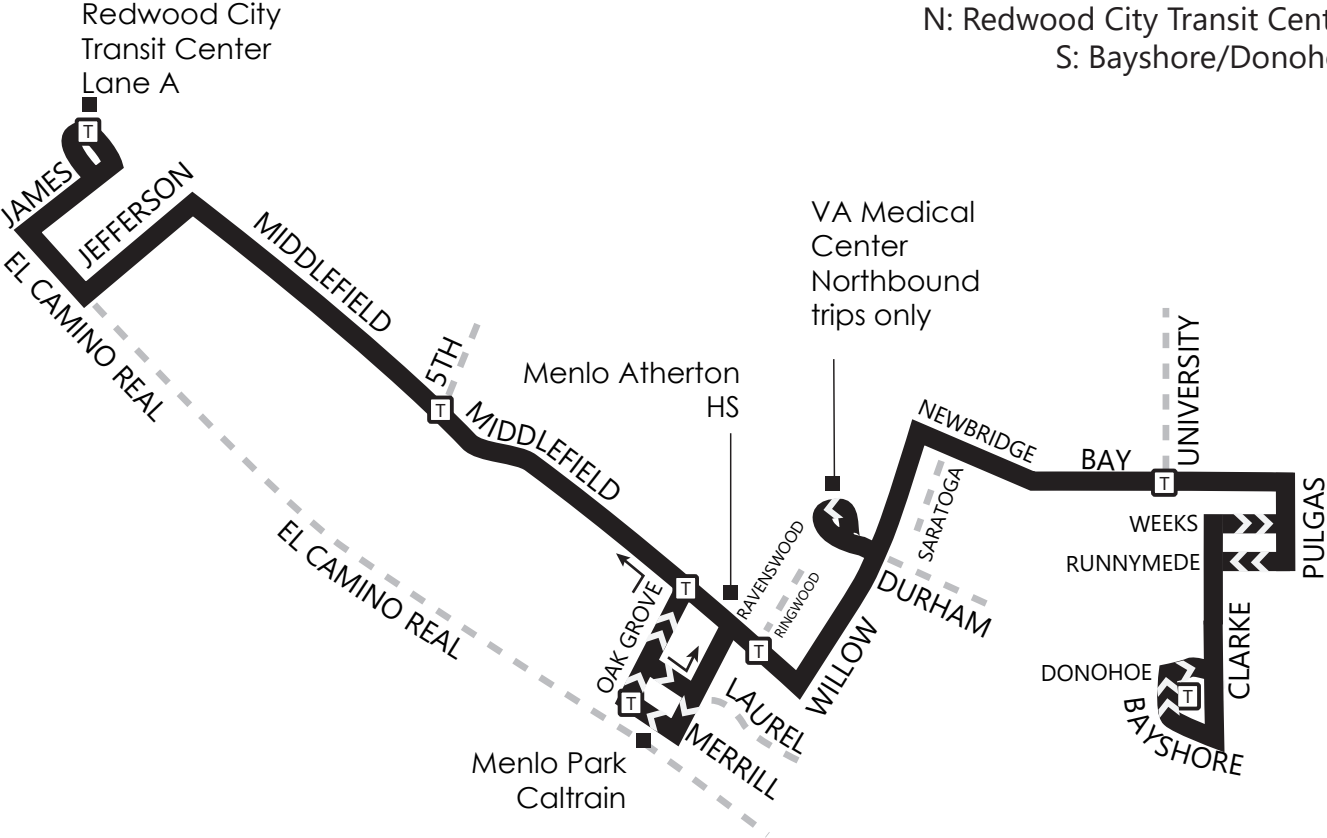 Redwood City
Transit Center
Lane A
N: Redwood City Transit Cent
S: Bayshore/Donoh
T
JAMES
JEFFERSON
EL CAMINO REAL
MIDDLEFIELD
5TH
T
MIDDLEFIELD
VA Medical
Center
Northbound
trips only
Menlo Atherton
HS
NEWBRIDGE
BAY
UNIVERSITY
T
PULGAS
WEEKS
RUNNYMEDE
SARATOGA
DURHAM
RAVENSWOOD
RINGWOOD
T
T
WILLOW
OAK GROVE
T
EL CAMINO REAL
LAUREL
MERRILL
Menlo Park
Caltrain
CLARKE
DONOHOE
T
BAYSHORE